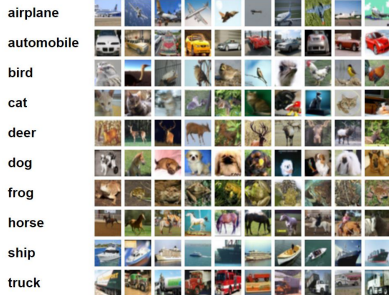 airplane
automobile
bird
cat
deer
dog
frog
horse
ship
truck